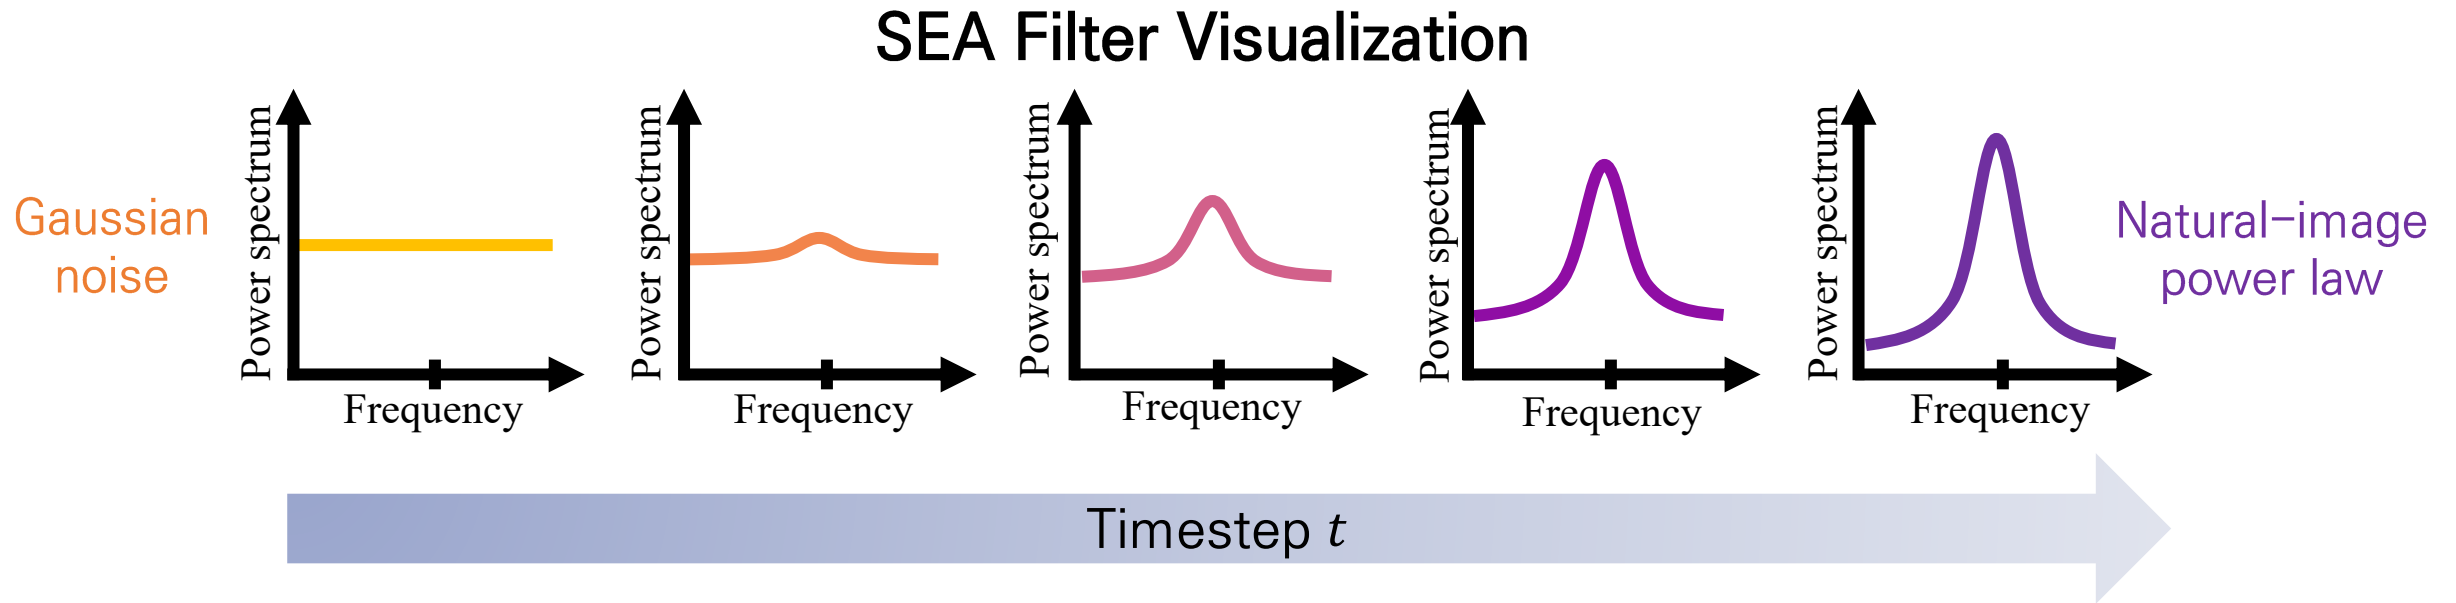 SEA Filter Visualization
Gaussian
noise
Power spectrum
Frequency
Power spectrum
Frequency
Power spectrum
Frequency
Power spectrum
Frequency
Power spectrum
Frequency
Natural-image
power law
Timestep t